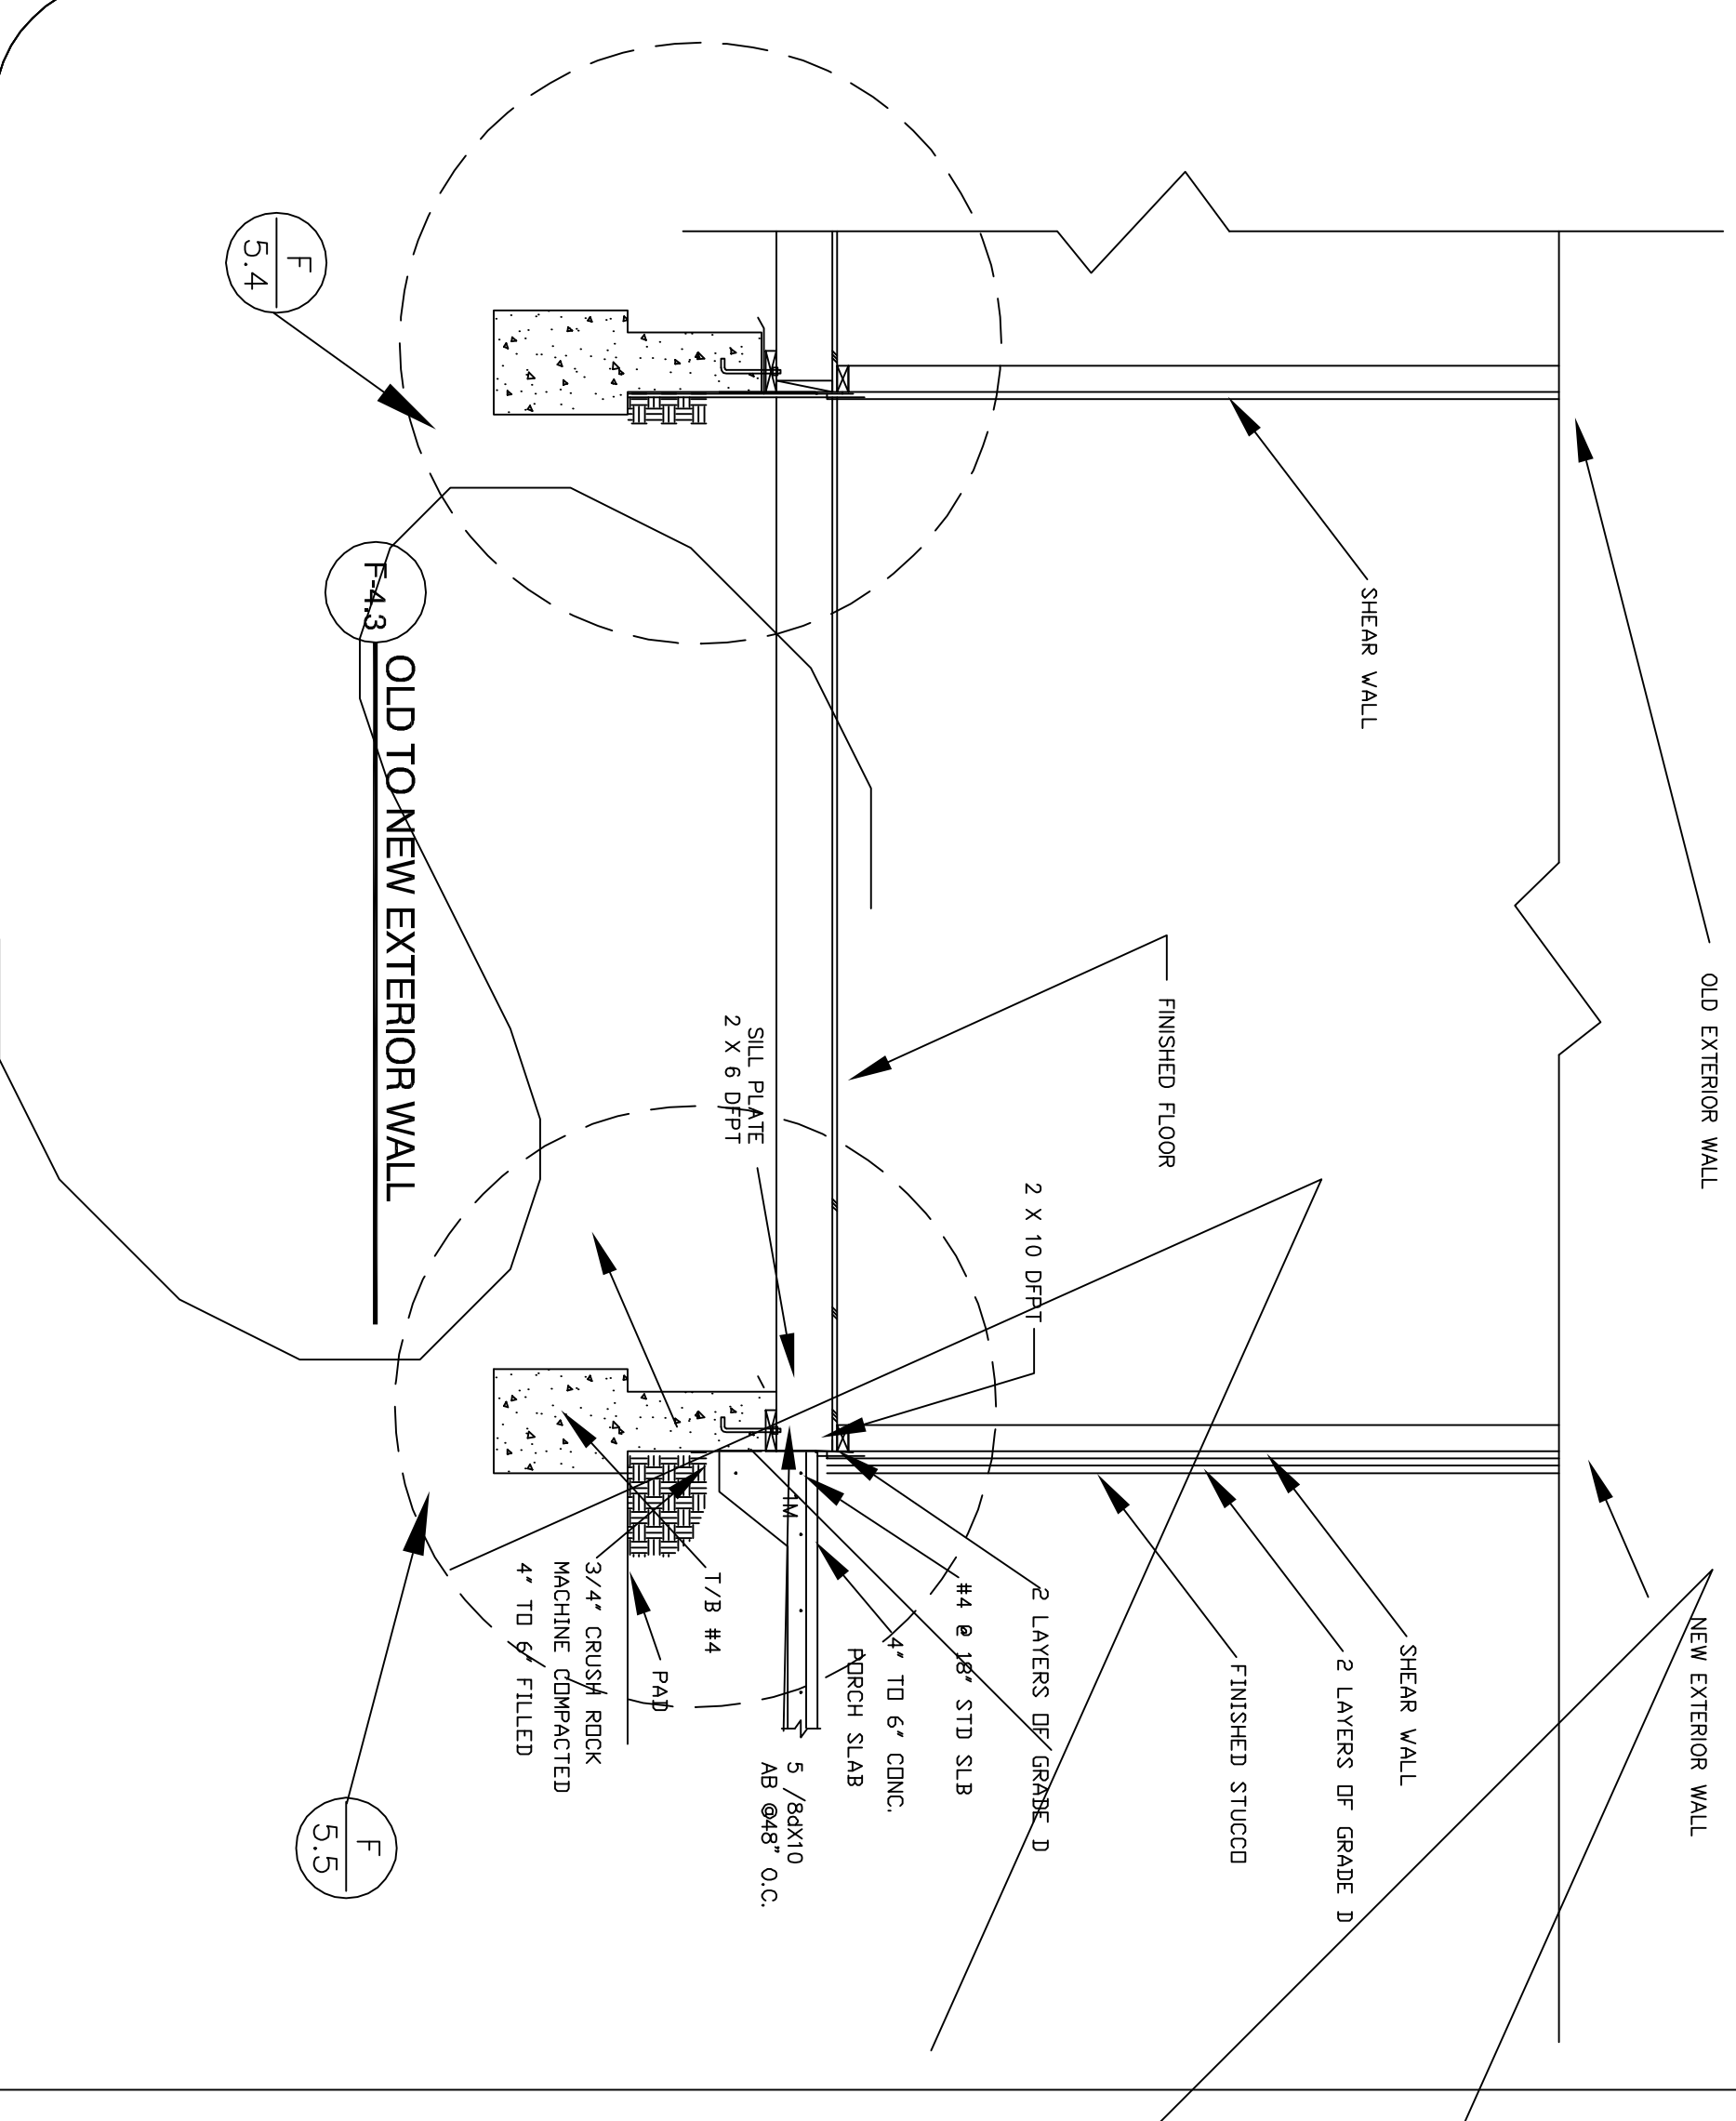 OLD EXTERIOR WALL
NEW EXTERIOR WALL
SHEAR WALL
SHEAR WALL
2 LAYERS OF GRADE D
FINISHED STUCCO
FINISHED FLOOR
2 X 10 DFPT
2 LAYERS OF GRADE D
#4 @ 18" STD SLB
4" TO 6" CONC.
PORCH SLAB
1M
5 /8dX10
AB @48" O.C.
SILL PLATE
2 X 6 DFPT
T/B #4
PAD
3/4" CRUSH ROCK
MACHINE COMPACTED
4" TO 6" FILLED
F
5.4
F-4.3
OLD TO NEW EXTERIOR WALL
F
5.5